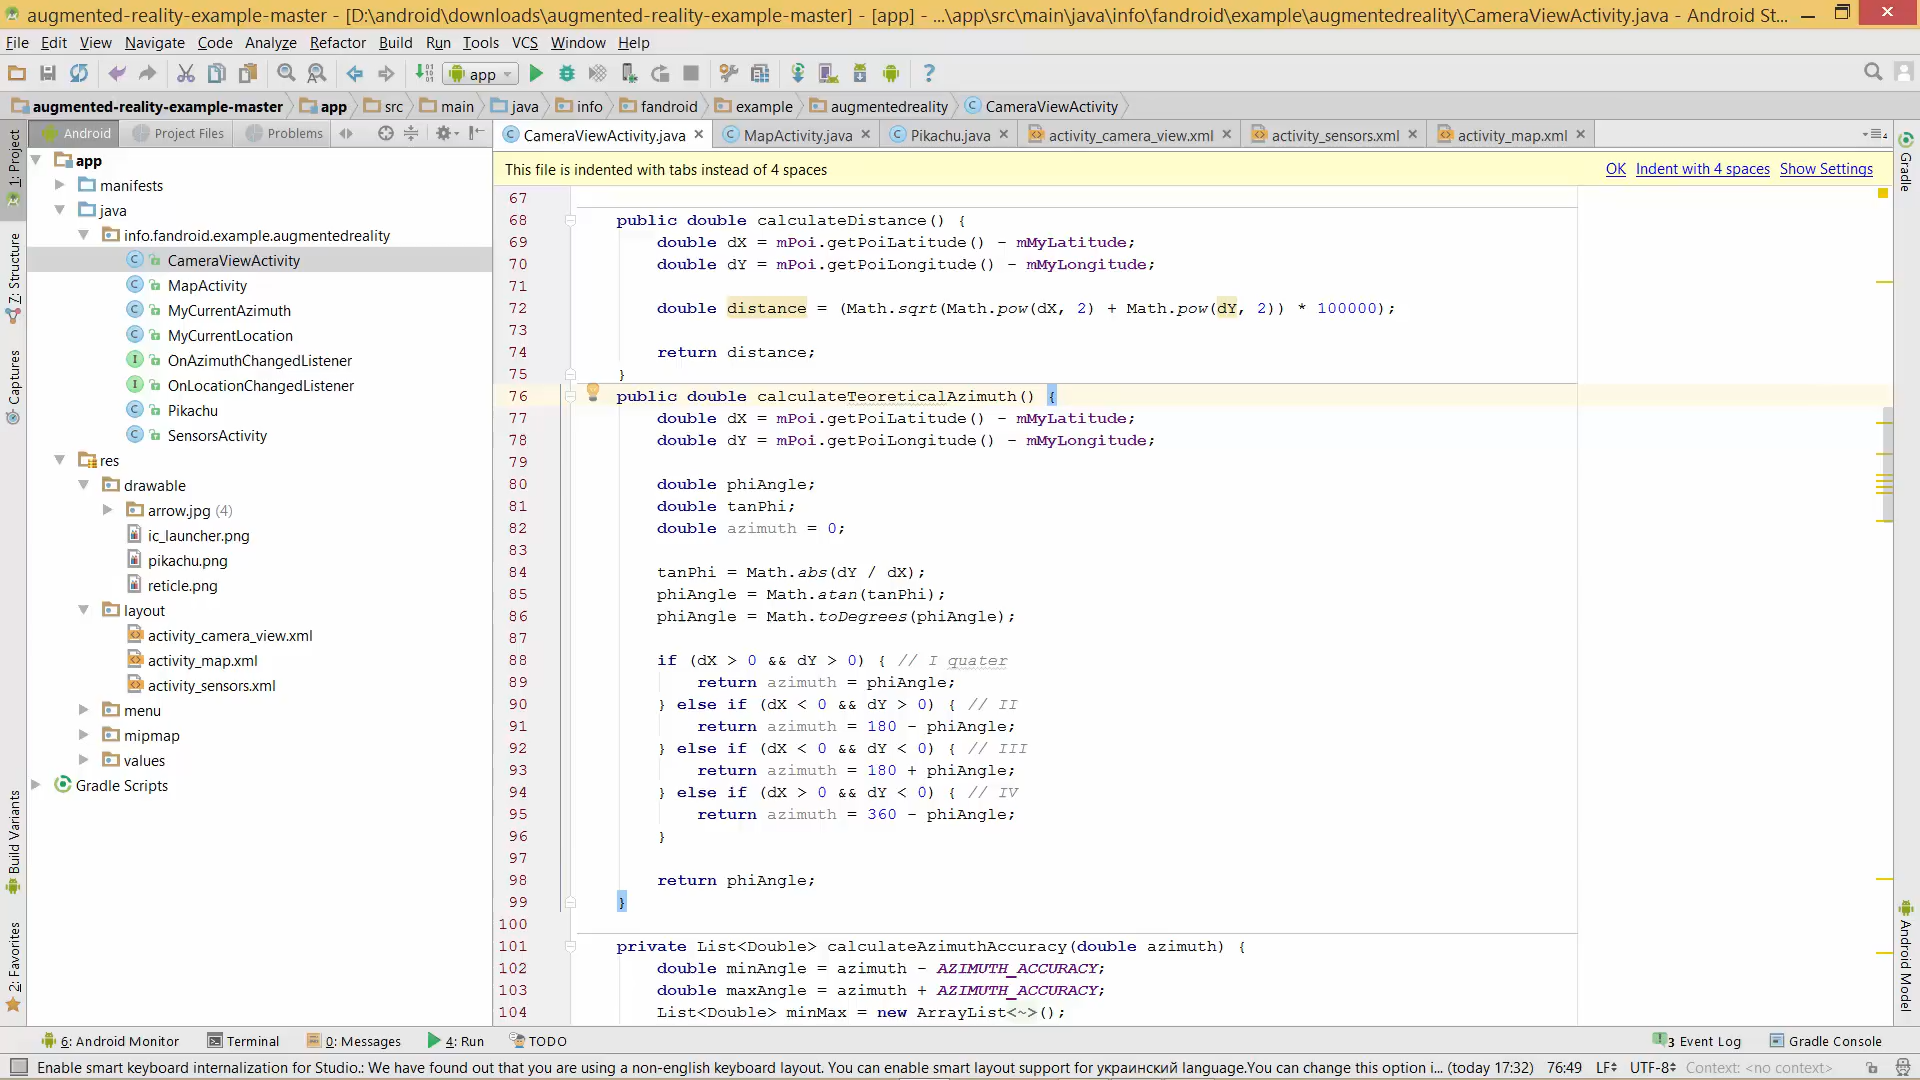 augmented-reality-example-master - [D:\android\downloads\augmented-reality-example-master] - [app] - ...\app\src\main\java\info\fandroid\example\augmentedreality\CameraViewActivity.java - Android St...
File Edit View Navigate Code Analyze Refactor Build Run Tools VCS Window Help
app
augmented-reality-example-master app src main java info fandroid example augmentedreality CameraViewActivity
Android Project Files Problems
CameraViewActivity.java MapActivity.java Pikachu.java activity_camera_view.xml activity_sensors.xml activity_map.xml
This file is indented with tabs instead of 4 spaces OK Indent with 4 spaces Show Settings
1: Project
Z: Structure
Captures
Build Variants
2: Favorites
app
manifests
java
info.fandroid.example.augmentedreality
CameraViewActivity
MapActivity
MyCurrentAzimuth
MyCurrentLocation
OnAzimuthChangedListener
OnLocationChangedListener
Pikachu
SensorsActivity
res
drawable
arrow.jpg (4)
ic_launcher.png
pikachu.png
reticle.png
layout
activity_camera_view.xml
activity_map.xml
activity_sensors.xml
menu
mipmap
values
Gradle Scripts
67
68 public double calculateDistance() {
69 double dX = mPoi.getPoiLatitude() - mMyLatitude;
70 double dY = mPoi.getPoiLongitude() - mMyLongitude;
71
72 double distance = (Math.sqrt(Math.pow(dX, 2) + Math.pow(dY, 2)) * 100000);
73
74 return distance;
75 }
76 public double calculateTeoreticalAzimuth() {
77 double dX = mPoi.getPoiLatitude() - mMyLatitude;
78 double dY = mPoi.getPoiLongitude() - mMyLongitude;
79
80 double phiAngle;
81 double tanPhi;
82 double azimuth = 0;
83
84 tanPhi = Math.abs(dY / dX);
85 phiAngle = Math.atan(tanPhi);
86 phiAngle = Math.toDegrees(phiAngle);
87
88 if (dX > 0 && dY > 0) { // I quater
89 return azimuth = phiAngle;
90 } else if (dX < 0 && dY > 0) { // II
91 return azimuth = 180 - phiAngle;
92 } else if (dX < 0 && dY < 0) { // III
93 return azimuth = 180 + phiAngle;
94 } else if (dX > 0 && dY < 0) { // IV
95 return azimuth = 360 - phiAngle;
96 }
97
98 return phiAngle;
99 }
100
101 private List<Double> calculateAzimuthAccuracy(double azimuth) {
102 double minAngle = azimuth - AZIMUTH_ACCURACY;
103 double maxAngle = azimuth + AZIMUTH_ACCURACY;
104 List<Double> minMax = new ArrayList<~>();
Gradle
Android Model
6: Android Monitor Terminal 0: Messages 4: Run TODO 3 Event Log Gradle Console
Enable smart keyboard internalization for Studio.: We have found out that you are using a non-english keyboard layout. You can enable smart layout support for український language.You can change this option i... (today 17:32) 76:49 LF UTF-8 Context: <no context>